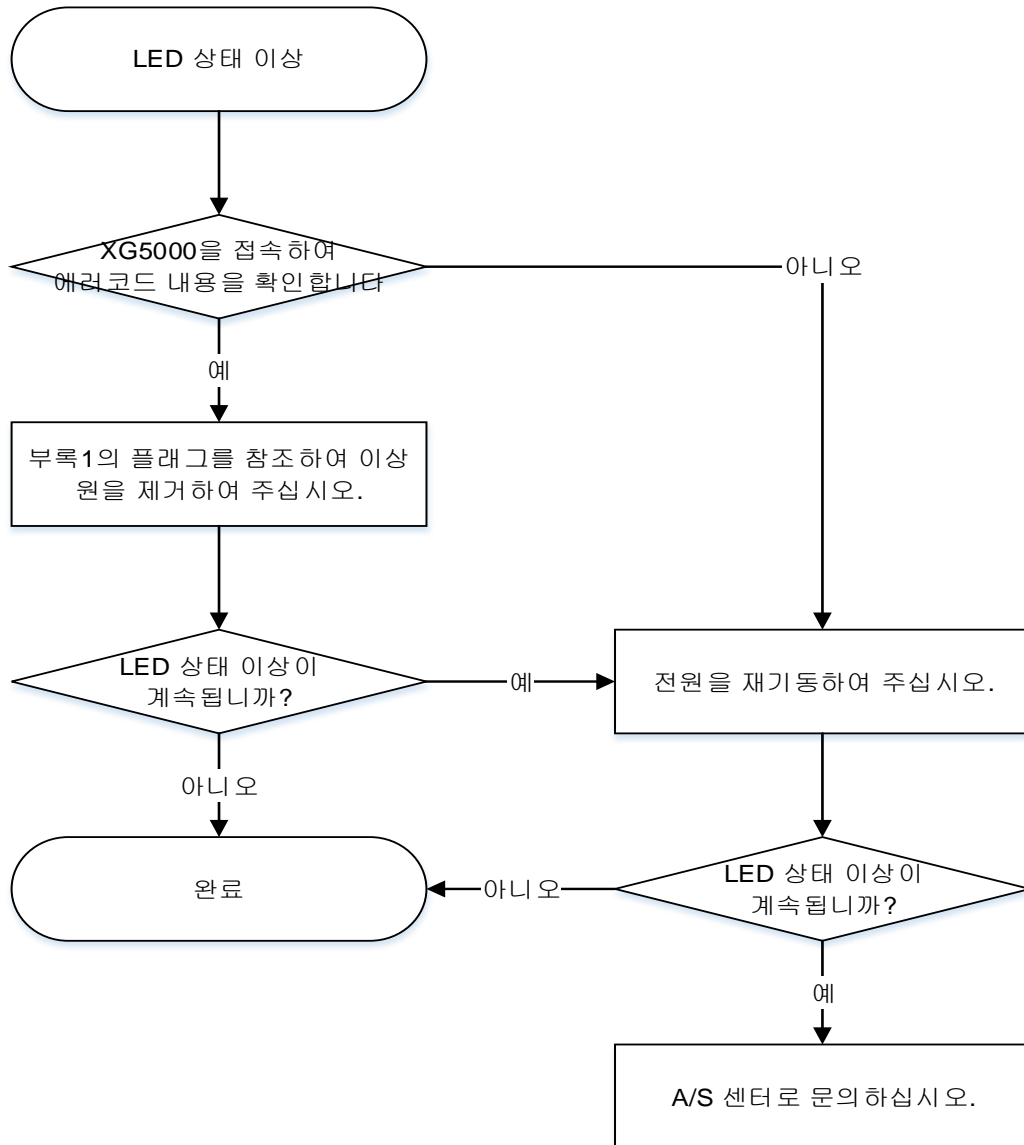 LED 상태 이상
XG5000을 접속하여
에러코드 내용을 확인합니다
아니오
예
부록1의 플래그를 참조하여 이상
원을 제거하여 주십시오.
LED 상태 이상이
계속됩니까?
예
전원을 재기동하여 주십시오.
아니오
완료
아니오
LED 상태 이상이
계속됩니까?
예
A/S 센터로 문의하십시오.